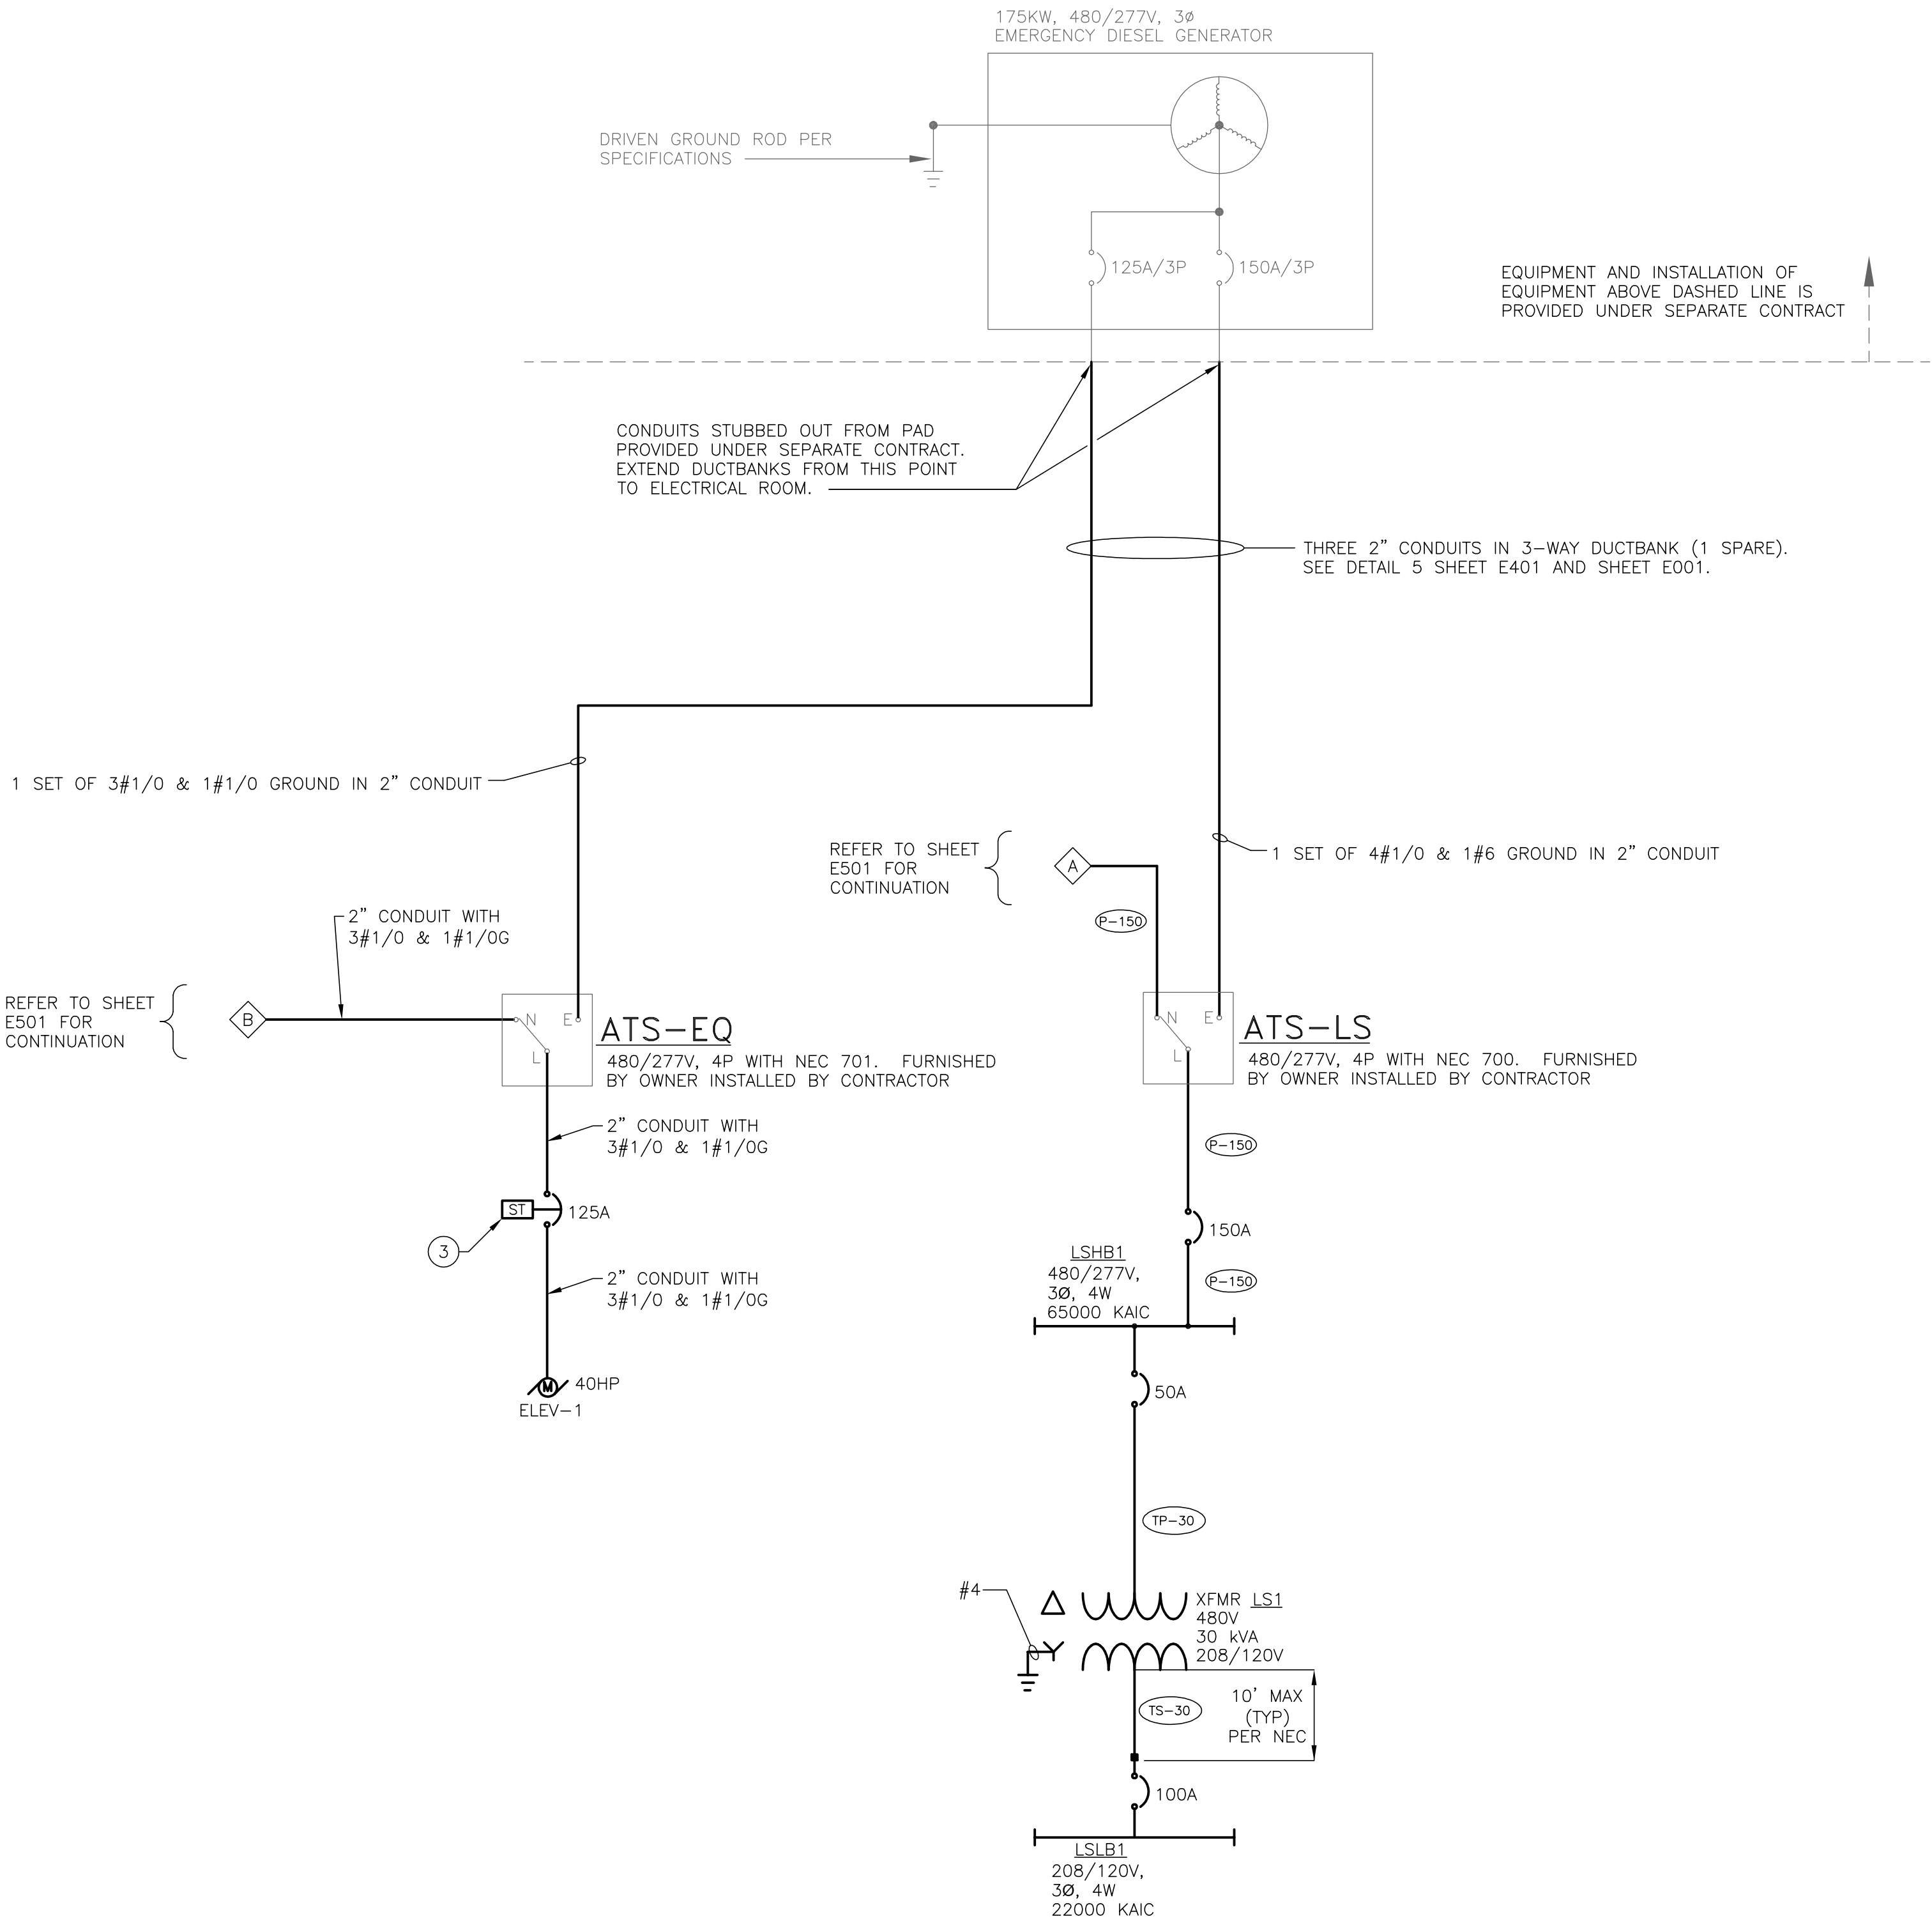 175KW, 480/277V, 3ø
EMERGENCY DIESEL GENERATOR
DRIVEN GROUND ROD PER
SPECIFICATIONS
125A/3P
150A/3P
EQUIPMENT AND INSTALLATION OF
EQUIPMENT ABOVE DASHED LINE IS
PROVIDED UNDER SEPARATE CONTRACT
CONDUITS STUBBED OUT FROM PAD
PROVIDED UNDER SEPARATE CONTRACT.
EXTEND DUCTBANKS FROM THIS POINT
TO ELECTRICAL ROOM.
THREE 2” CONDUITS IN 3-WAY DUCTBANK (1 SPARE).
SEE DETAIL 5 SHEET E401 AND SHEET E001.
1 SET OF 3#1/0 & 1#1/0 GROUND IN 2” CONDUIT
REFER TO SHEET
E501 FOR
CONTINUATION
A
1 SET OF 4#1/0 & 1#6 GROUND IN 2” CONDUIT
P-150
2” CONDUIT WITH
3#1/0 & 1#1/0G
REFER TO SHEET
E501 FOR
CONTINUATION
B
N
E
L
ATS-EQ
480/277V, 4P WITH NEC 701. FURNISHED
BY OWNER INSTALLED BY CONTRACTOR
N
E
L
ATS-LS
480/277V, 4P WITH NEC 700. FURNISHED
BY OWNER INSTALLED BY CONTRACTOR
2” CONDUIT WITH
3#1/0 & 1#1/0G
P-150
ST
125A
3
150A
2” CONDUIT WITH
3#1/0 & 1#1/0G
LSHB1
480/277V,
3Ø, 4W
65000 KAIC
P-150
M
40HP
ELEV-1
50A
TP-30
#4
XFMR LS1
480V
30 kVA
208/120V
10’ MAX
(TYP)
PER NEC
TS-30
100A
LSLB1
208/120V,
3Ø, 4W
22000 KAIC